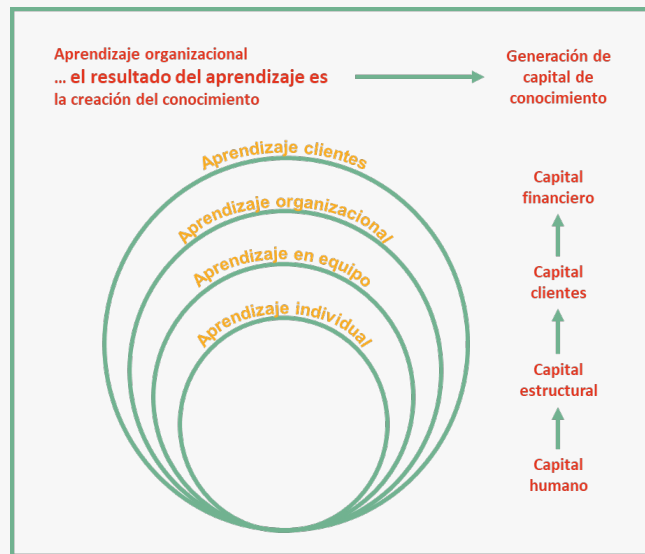 Aprendizaje organizacional
... el resultado del aprendizaje es
la creación del conocimiento
Generación de
capital de
conocimiento
Aprendizaje clientes
Aprendizaje organizacional
Aprendizaje en equipo
Aprendizaje individual
Capital
financiero
Capital
clientes
Capital
estructural
Capital
humano